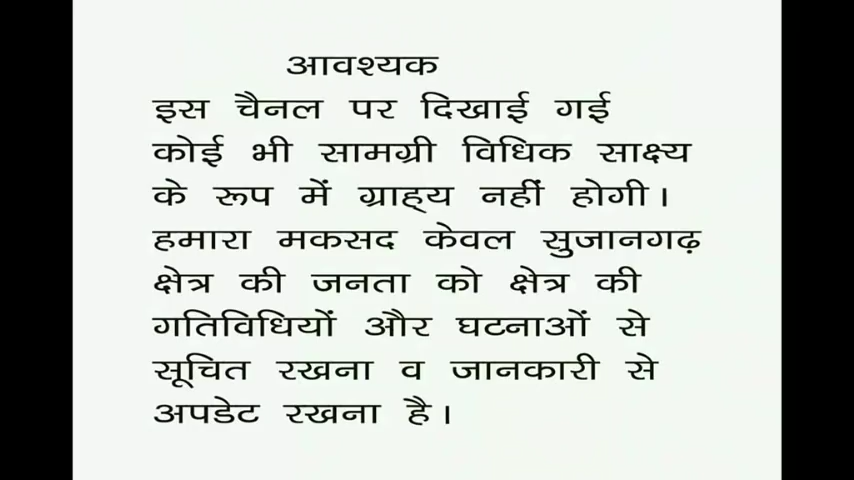 आवश्यक
इस चैनल पर दिखाई गई
कोई भी सामग्री विधिक साक्ष्य
के रूप में ग्राह्य नहीं होगी।
हमारा मकसद केवल सुजानगढ़
क्षेत्र की जनता को क्षेत्र की
गतिविधियों और घटनाओं से
सूचित रखना व जानकारी से
अपडेट रखना है।